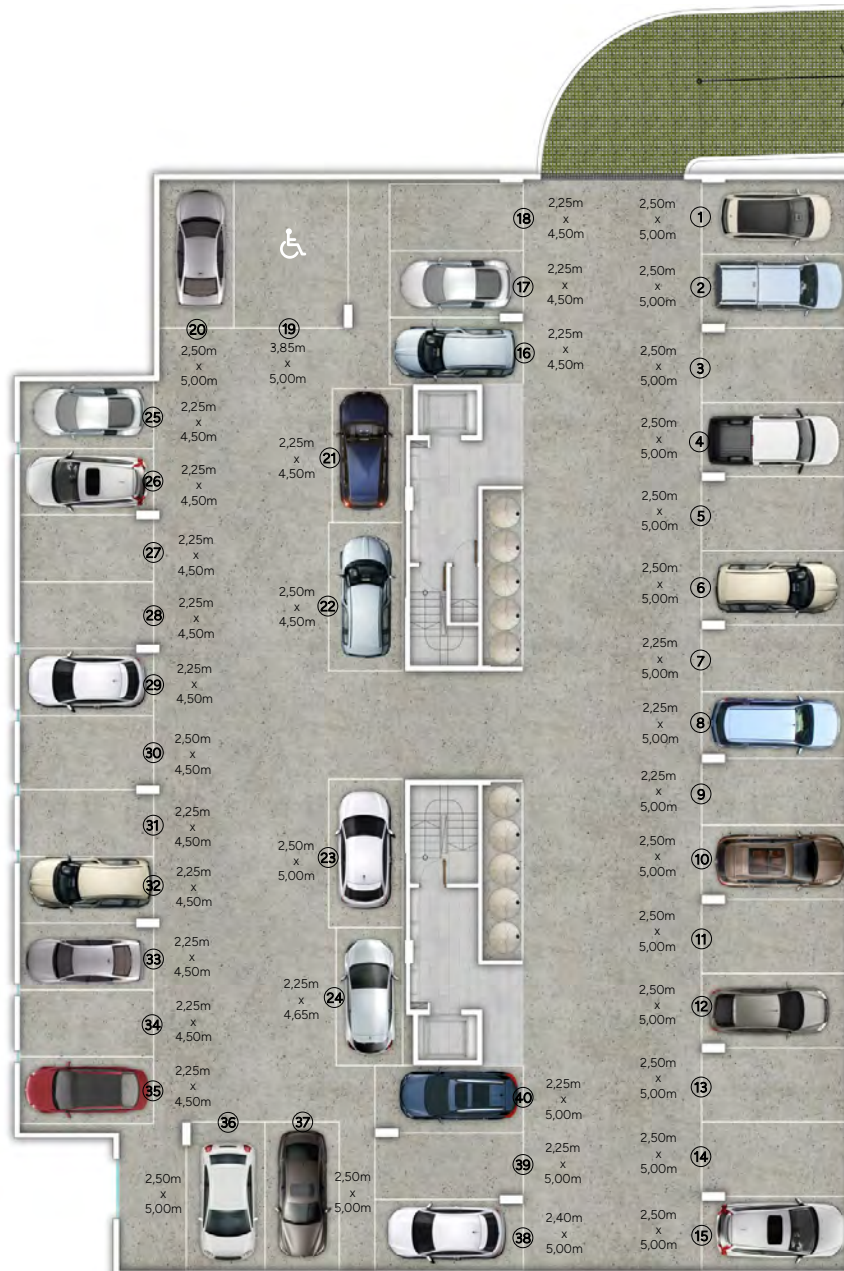 18
2,25m
x
4,50m
2,50m
x
5,00m
1
17
2,25m
x
4,50m
2,50m
x
5,00m
2
16
2,25m
x
4,50m
2,50m
x
5,00m
3
20
2,50m
x
5,00m
19
3,85m
x
5,00m
25
2,25m
x
4,50m
21
2,25m
x
4,50m
2,50m
x
5,00m
4
26
2,25m
x
4,50m
2,50m
x
5,00m
5
27
2,25m
x
4,50m
22
2,50m
x
4,50m
2,50m
x
5,00m
6
28
2,25m
x
4,50m
2,25m
x
5,00m
7
29
2,25m
x
4,50m
2,25m
x
5,00m
8
30
2,50m
x
4,50m
2,25m
x
5,00m
9
31
2,25m
x
4,50m
23
2,50m
x
5,00m
2,50m
x
5,00m
10
32
2,25m
x
4,50m
2,50m
x
5,00m
11
33
2,25m
x
4,50m
24
2,25m
x
4,65m
2,50m
x
5,00m
12
34
2,25m
x
4,50m
2,50m
x
5,00m
13
35
2,25m
x
4,50m
40
2,25m
x
5,00m
36
2,50m
x
5,00m
37
2,50m
x
5,00m
39
2,25m
x
5,00m
2,50m
x
5,00m
14
38
2,40m
x
5,00m
2,50m
x
5,00m
15